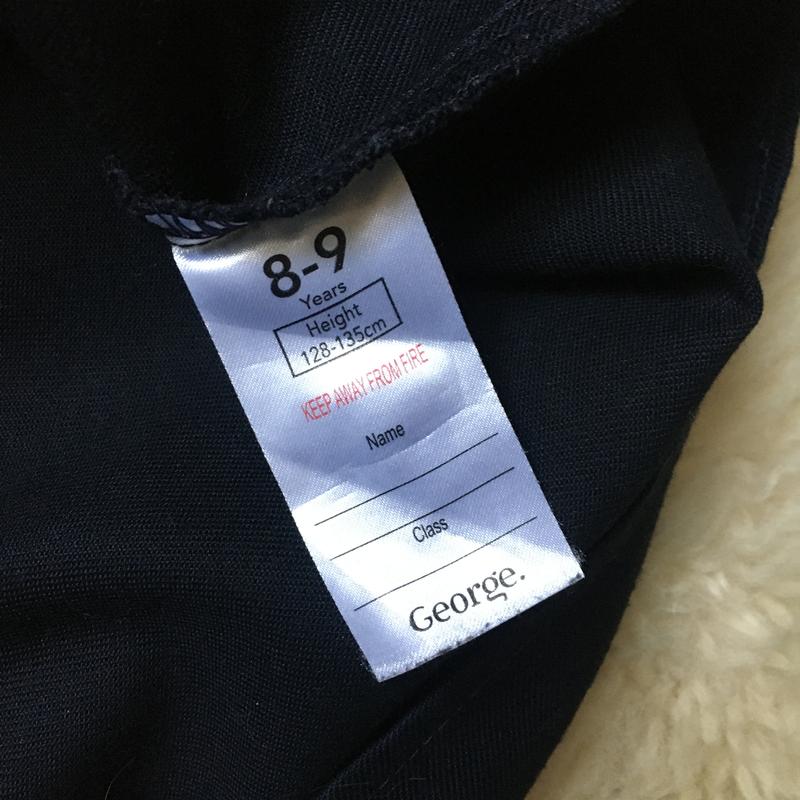 8-9
Years
Height
128-135cm
KEEP AWAY FROM FIRE
Name
Class
George.